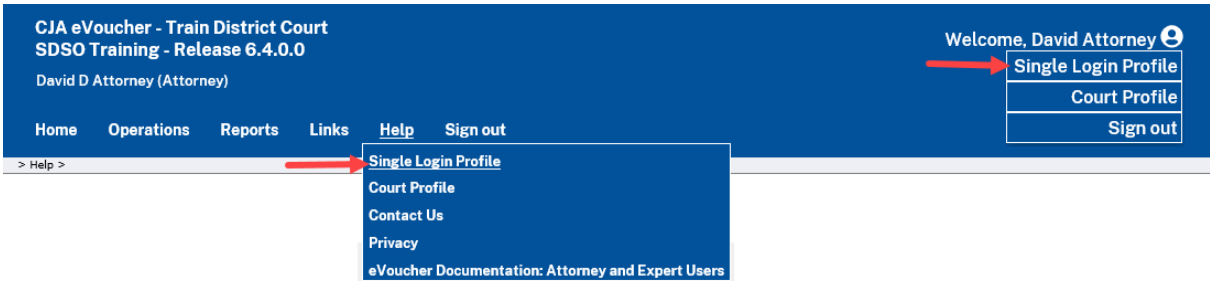 CJA eVoucher - Train District Court
SDSO Training - Release 6.4.0.0
David D Attorney (Attorney)
Welcome, David Attorney
Single Login Profile
Court Profile
Sign out
Home Operations Reports Links Help Sign out
> Help >
Single Login Profile
Court Profile
Contact Us
Privacy
eVoucher Documentation: Attorney and Expert Users